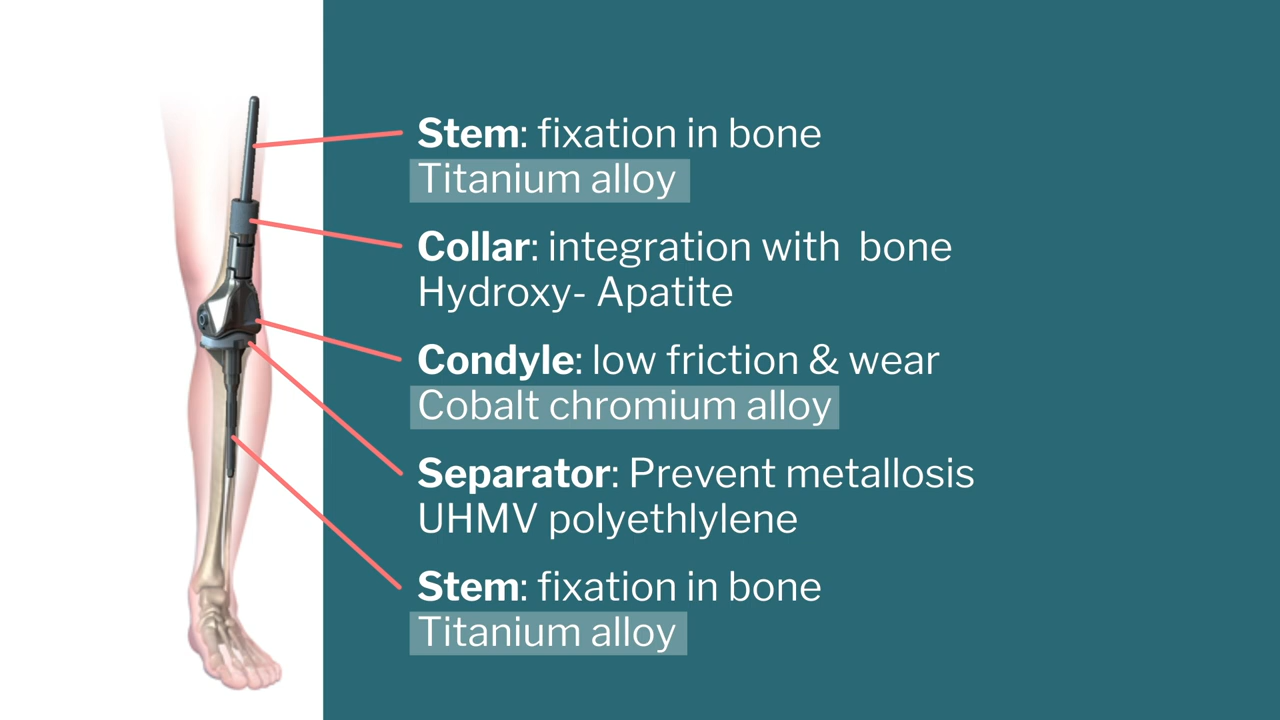 Stem: fixation in bone
Titanium alloy
Collar: integration with  bone
Hydroxy- Apatite
Condyle: low friction & wear
Cobalt chromium alloy
Separator: Prevent metallosis
UHMV polyethlylene
Stem: fixation in bone
Titanium alloy